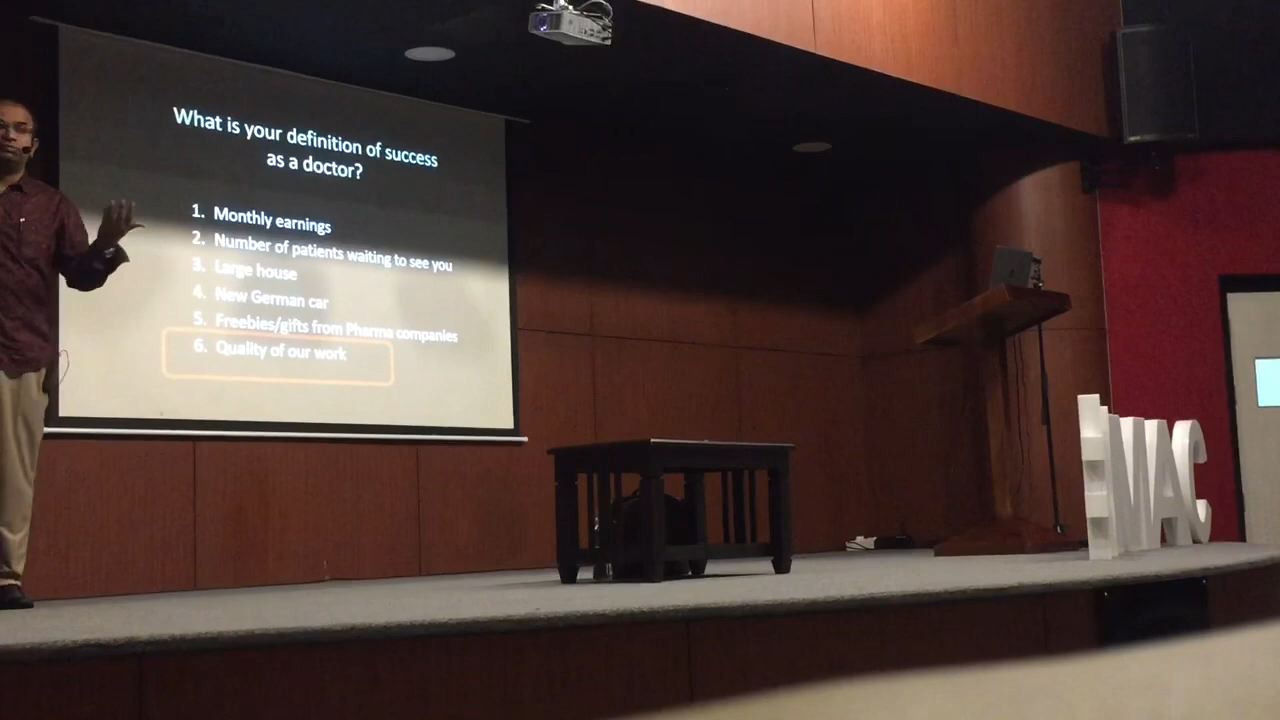 What is your definition of success
as a doctor?
1. Monthly earnings
2. Number of patients waiting to see you
3. Large house
4. New German car
5. Freebies/gifts from Pharma companies
6. Quality of our work
EMAC